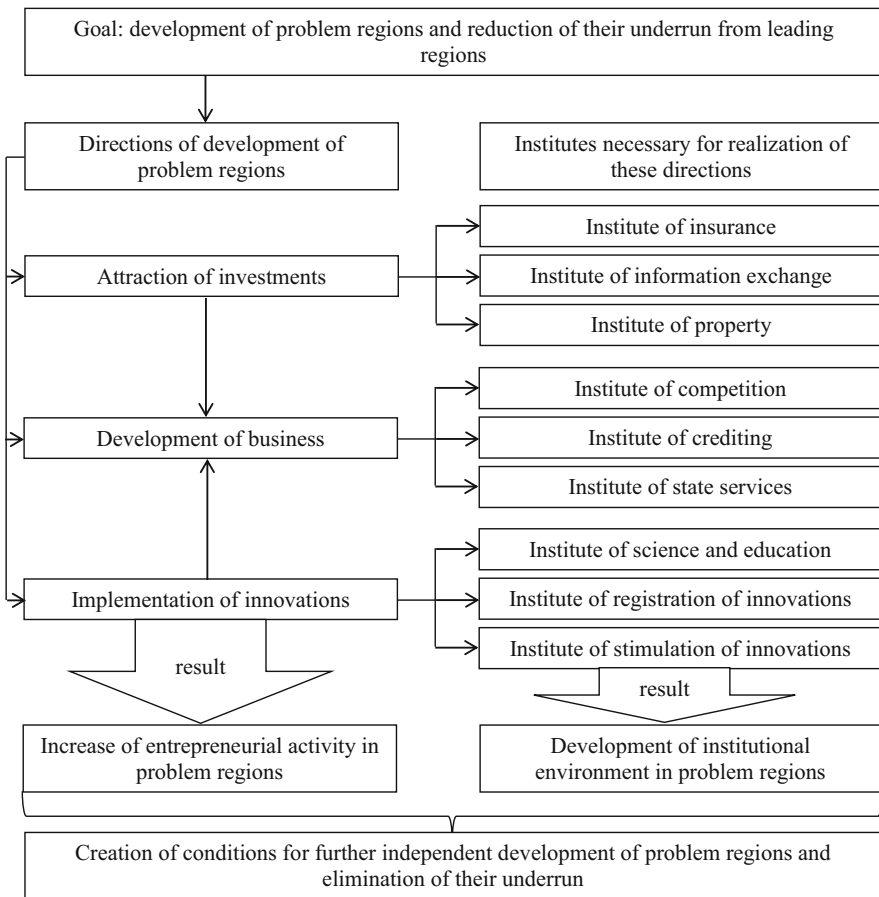 Goal: development of problem regions and reduction of their underrun from leading
regions
Directions of development of
problem regions
Institutes necessary for realization of
these directions
Institute of insurance
Attraction of investments
Institute of information exchange
Institute of property
Institute of competition
Development of business
Institute of crediting
Institute of state services
Institute of science and education
Implementation of innovations
Institute of registration of innovations
Institute of stimulation of innovations
result
result
Increase of entrepreneurial activity in
problem regions
Development of institutional
environment in problem regions
Creation of conditions for further independent development of problem regions and
elimination of their underrun